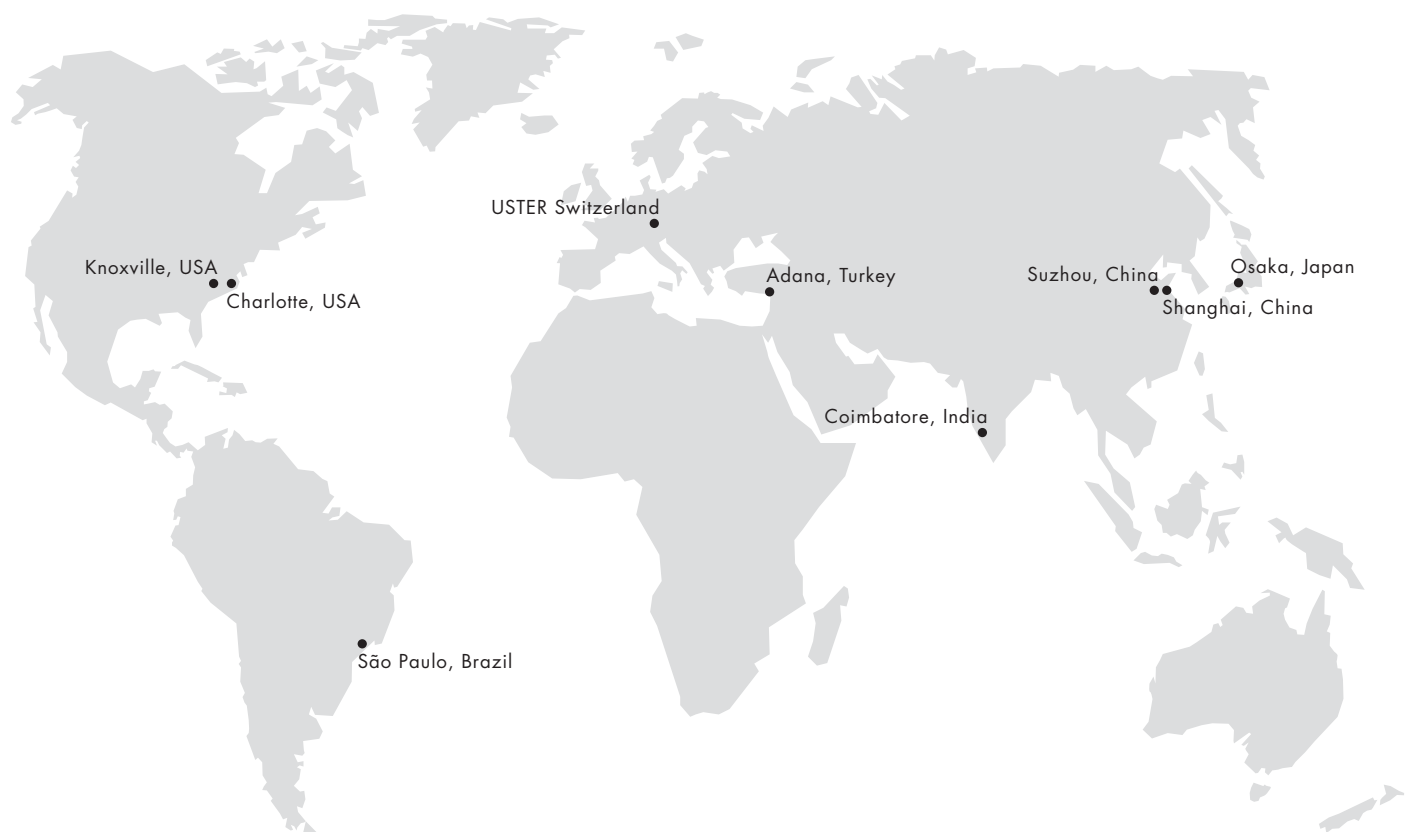 USTER Switzerland
Knoxville, USA
Charlotte, USA
Adana, Turkey
Suzhou, China
Osaka, Japan
Shanghai, China
Coimbatore, India
São Paulo, Brazil